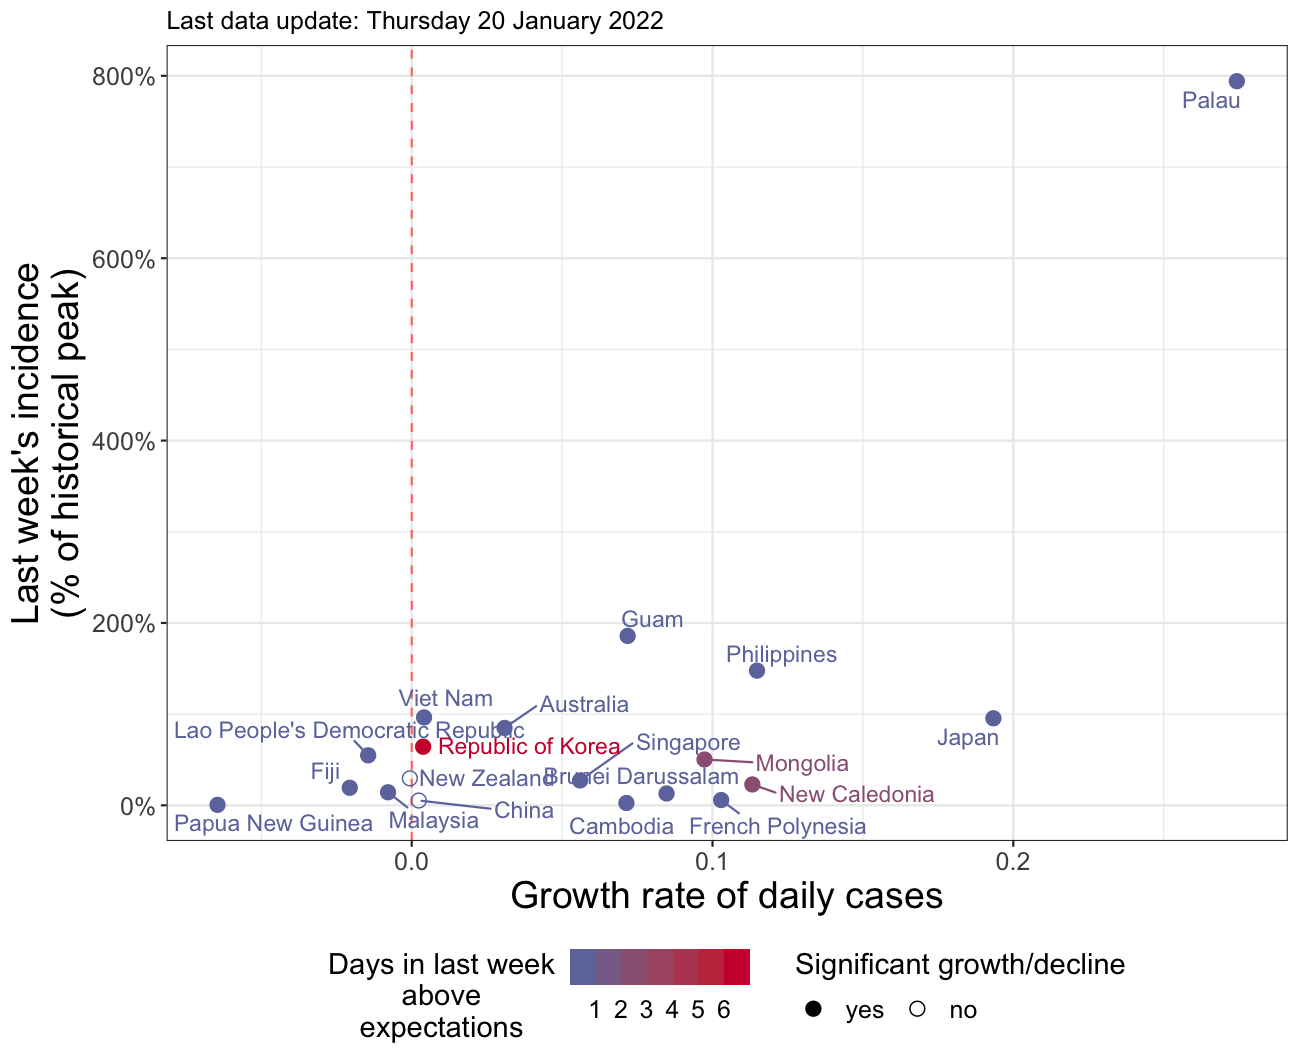 Last data update: Thursday 20 January 2022
Last week's incidence
(% of historical peak)
800%
600%
400%
200%
0%
Palau
Guam
Philippines
Viet Nam
Australia
Lao People's Democratic Republic
Japan
Republic of Korea
Singapore
Mongolia
Fiji
New Zealand
Brunei Darussalam
New Caledonia
China
Papua New Guinea
Malaysia
Cambodia
French Polynesia
0.0
0.1
0.2
Growth rate of daily cases
Days in last week
above
expectations
1 2 3 4 5 6
Significant growth/decline
yes
no